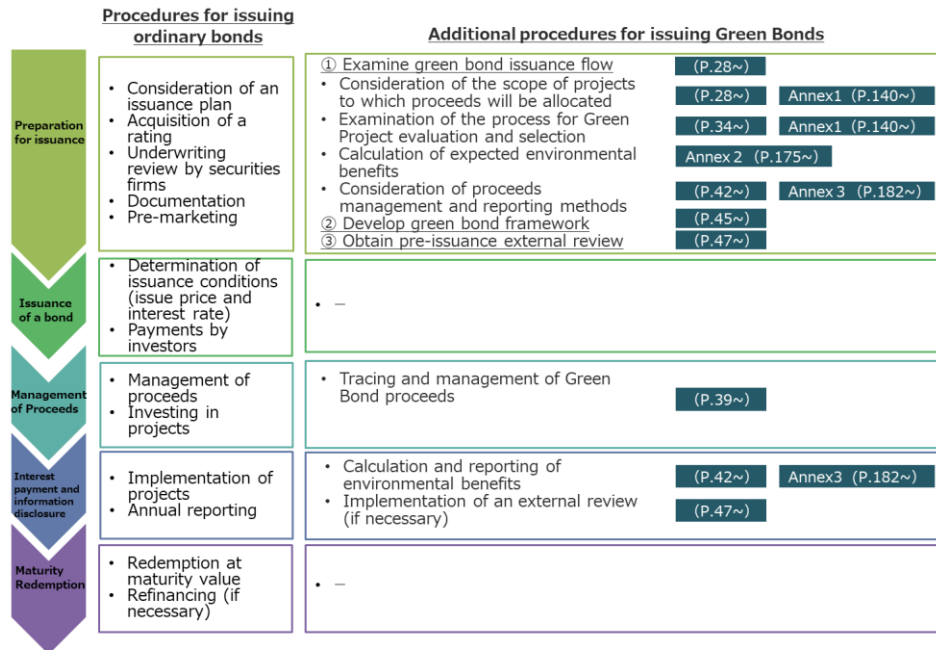 Procedures for issuing
ordinary bonds
Additional procedures for issuing Green Bonds
Preparation
for issuance
• Consideration of an
issuance plan
• Acquisition of a
rating
• Underwriting
review by securities
firms
• Documentation
• Pre-marketing
① Examine green bond issuance flow
(P.28~)
• Consideration of the scope of projects
to which proceeds will be allocated
(P.28~) Annex1 (P.140~)
• Examination of the process for Green
Project evaluation and selection
(P.34~) Annex1 (P.140~)
• Calculation of expected environmental
benefits
Annex 2 (P.175~)
• Consideration of proceeds
management and reporting methods
(P.42~) Annex 3 (P.182~)
② Develop green bond framework
(P.45~)
③ Obtain pre-issuance external review
(P.47~)
Issuance
of a bond
• Determination of
issuance conditions
(issue price and
interest rate)
• Payments by
investors
• —
Management
of Proceeds
• Management of
proceeds
• Investing in
projects
• Tracing and management of Green
Bond proceeds
(P.39~)
Interest
payment and
information
disclosure
• Implementation of
projects
• Annual reporting
• Calculation and reporting of
environmental benefits
(P.42~) Annex3 (P.182~)
• Implementation of an external review
(if necessary)
(P.47~)
Maturity
Redemption
• Redemption at
maturity value
• Refinancing (if
necessary)
• —